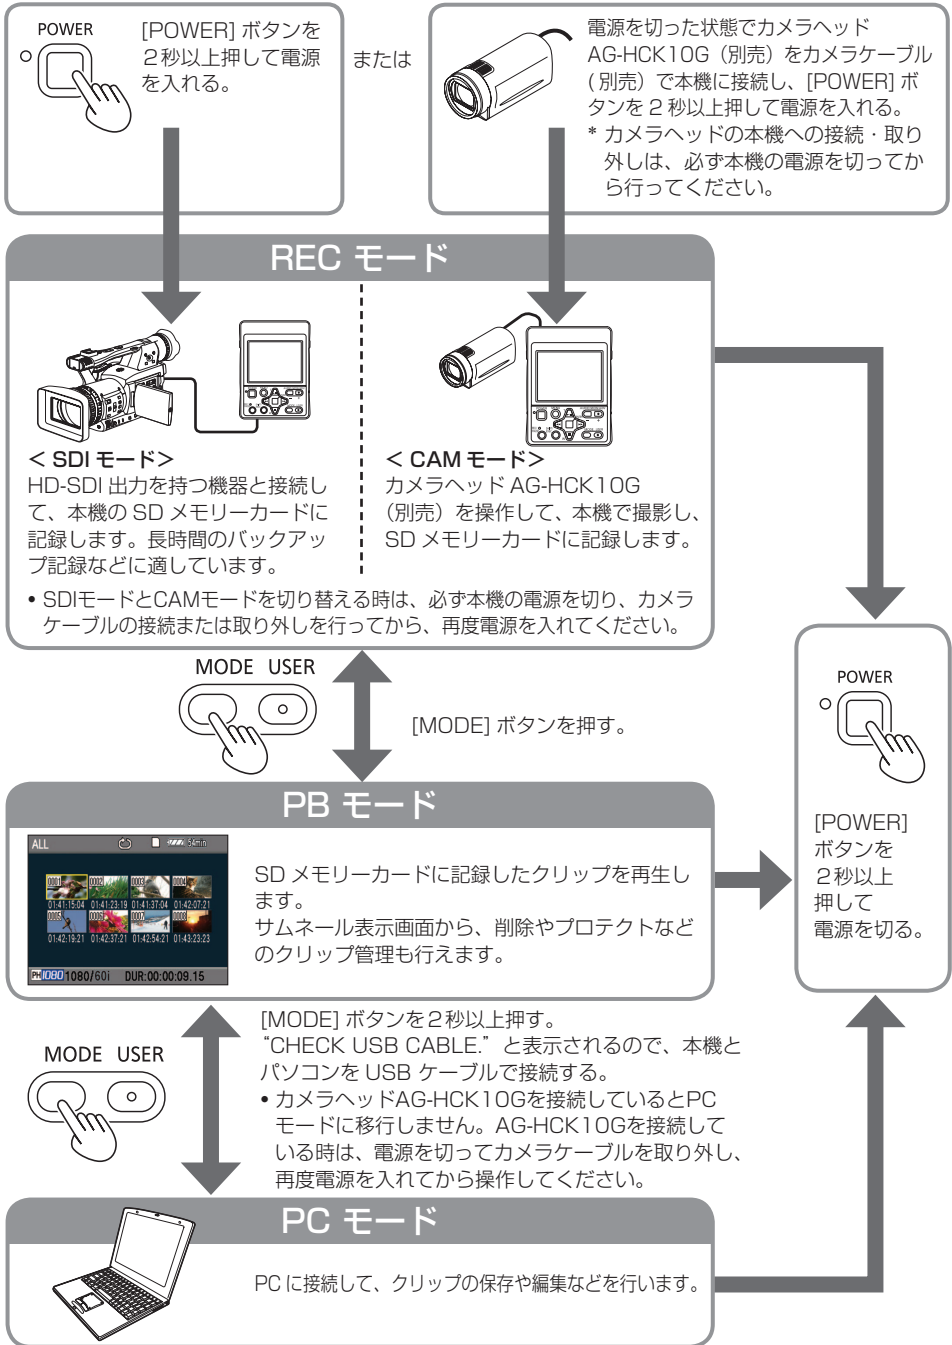 POWER
[POWER] ボタンを
2秒以上押して電源
を入れる。
または
電源を切った状態でカメラヘッド
AG-HCK10G（別売）をカメラケーブル
( 別売）で本機に接続し、[POWER] ボ
タンを 2 秒以上押して電源を入れる。
* カメラヘッドの本機への接続・取り
外しは、必ず本機の電源を切ってか
ら行ってください。
REC モード
< SDI モード>
HD-SDI 出力を持つ機器と接続し
て、本機の SD メモリーカードに
記録します。長時間のバックアッ
プ記録などに適しています。
< CAM モード>
カメラヘッド AG-HCK10G
（別売）を操作して、本機で撮影し、
SD メモリーカードに記録します。
• SDIモードとCAMモードを切り替える時は、必ず本機の電源を切り、カメラ
ケーブルの接続または取り外しを行ってから、再度電源を入れてください。
MODE USER
[MODE] ボタンを押す。
PB モード
ALL
54min
0001 0002 0003 0004
01:41:15:04 01:41:23:19 01:41:37:04 01:42:07:21
0005 0006 0007 0008
01:42:19:21 01:42:37:21 01:42:54:21 01:43:23:23
PH 1080 1080/60i DUR:00:00:09.15
SD メモリーカードに記録したクリップを再生し
ます。
サムネール表示画面から、削除やプロテクトなど
のクリップ管理も行えます。
POWER
[POWER]
ボタンを
2秒以上
押して
電源を切る。
MODE USER
[MODE] ボタンを2秒以上押す。
“CHECK USB CABLE.”と表示されるので、本機と
パソコンを USB ケーブルで接続する。
• カメラヘッドAG-HCK10Gを接続しているとPC
モードに移行しません。AG-HCK10Gを接続して
いる時は、電源を切ってカメラケーブルを取り外し、
再度電源を入れてから操作してください。
PC モード
PC に接続して、クリップの保存や編集などを行います。